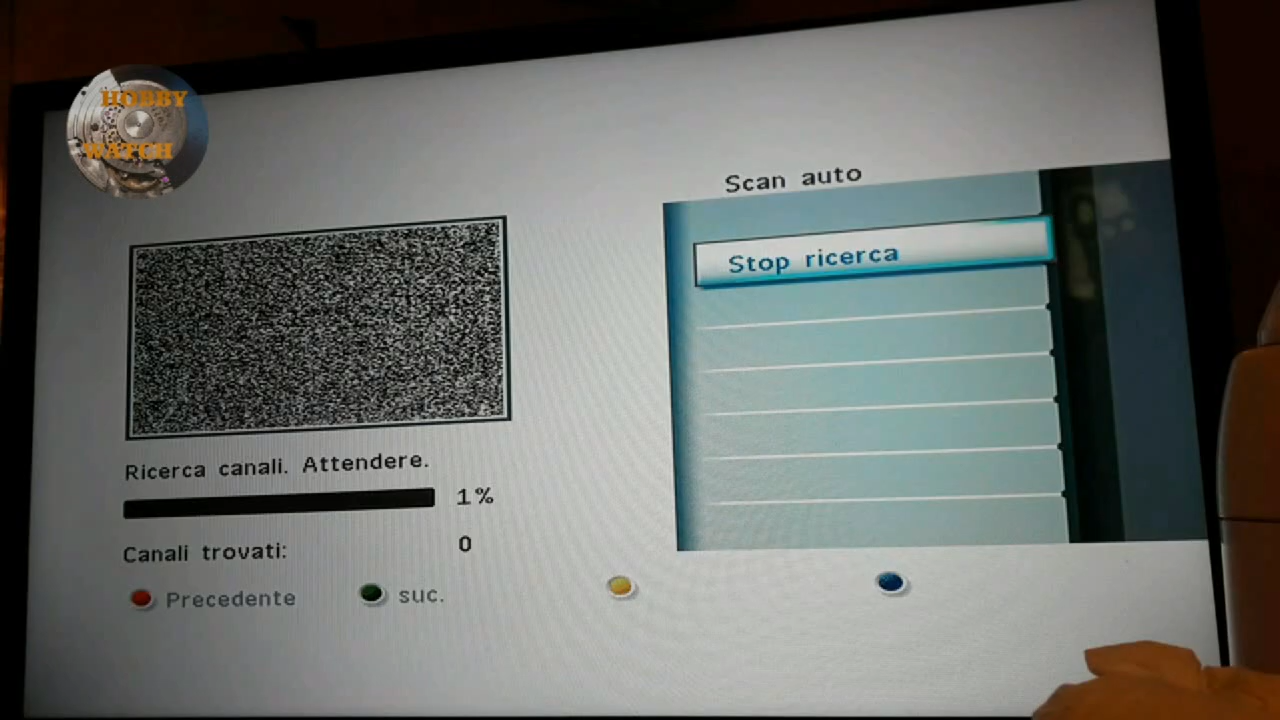 HOBBY
WATCH
Scan auto
Stop ricerca
Ricerca canali. Attendere.
1%
Canali trovati:
0
Precedente
suc.